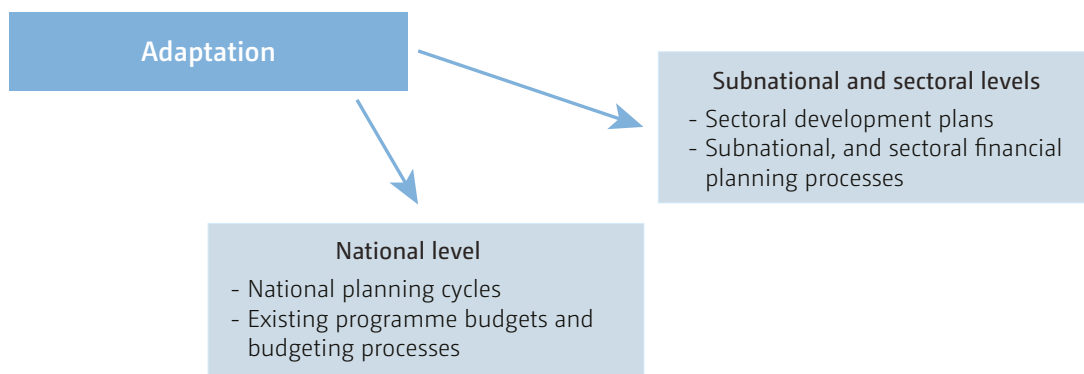 Adaptation
Subnational and sectoral levels
- Sectoral development plans
- Subnational, and sectoral financial
planning processes
National level
- National planning cycles
- Existing programme budgets and
budgeting processes